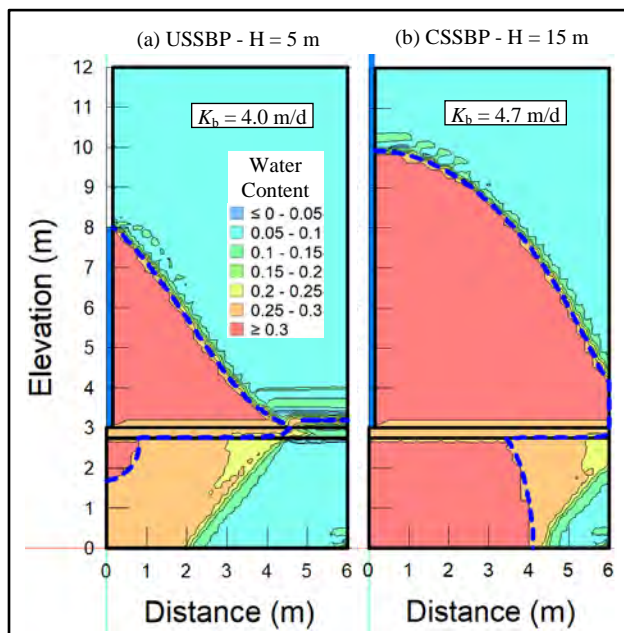 (a) USSBP - H = 5 m
(b) CSSBP - H = 15 m
K_b = 4.0 m/d
K_b = 4.7 m/d
Water
Content
≤ 0 - 0.05
0.05 - 0.1
0.1 - 0.15
0.15 - 0.2
0.2 - 0.25
0.25 - 0.3
≥ 0.3
Elevation (m)
12
11
10
9
8
7
6
5
4
3
2
1
0
0 1 2 3 4 5 6
0 1 2 3 4 5 6
Distance (m)
Distance (m)